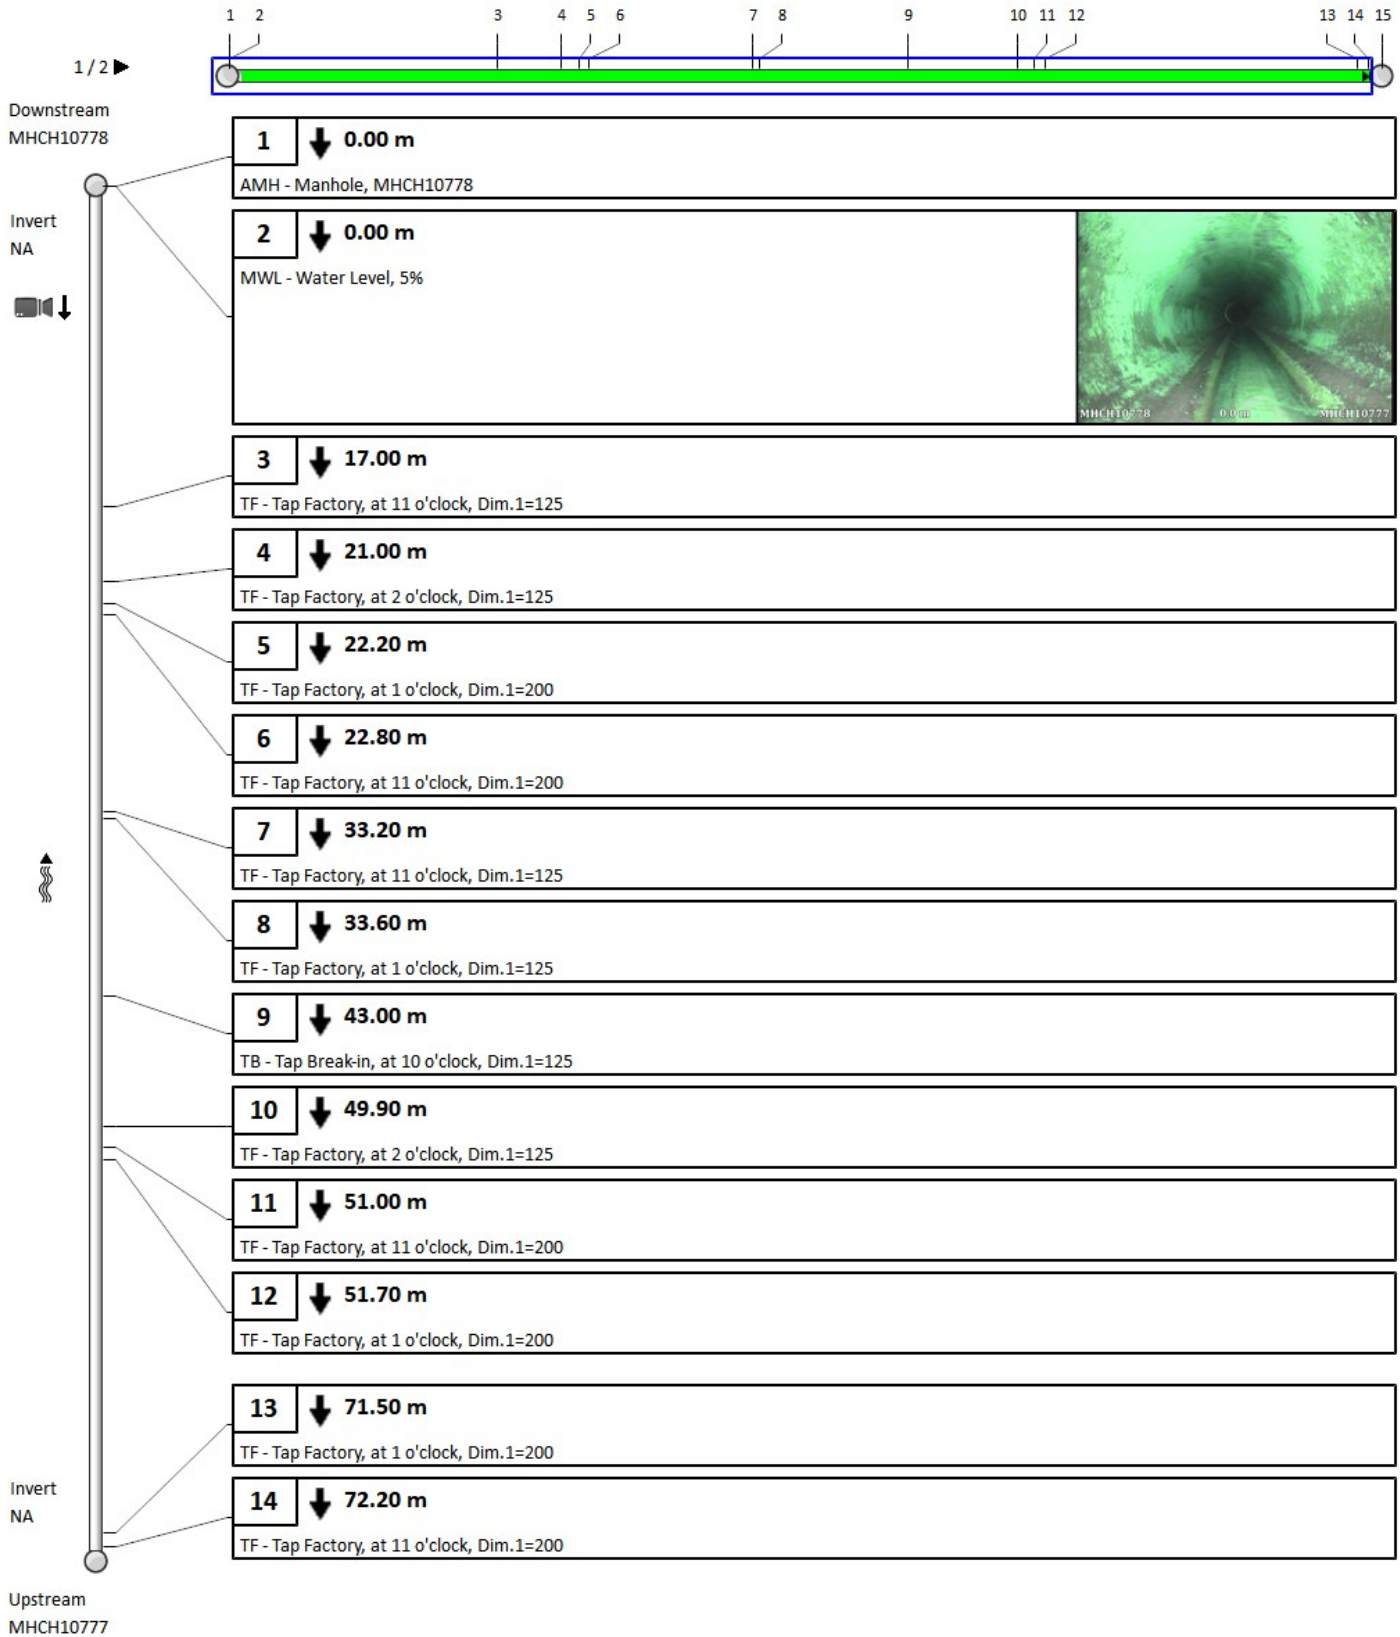 1 2 3 4 5 6 7 8 9 10 11 12 13 14 15
1 / 2
Downstream
MHCH10778
1 0.00 m
AMH - Manhole, MHCH10778
Invert
NA
2 0.00 m
MWL - Water Level, 5%
MHCH10778 0.0 m MHCH10777
3 17.00 m
TF - Tap Factory, at 11 o'clock, Dim.1=125
4 21.00 m
TF - Tap Factory, at 2 o'clock, Dim.1=125
5 22.20 m
TF - Tap Factory, at 1 o'clock, Dim.1=200
6 22.80 m
TF - Tap Factory, at 11 o'clock, Dim.1=200
7 33.20 m
TF - Tap Factory, at 11 o'clock, Dim.1=125
8 33.60 m
TF - Tap Factory, at 1 o'clock, Dim.1=125
9 43.00 m
TB - Tap Break-in, at 10 o'clock, Dim.1=125
10 49.90 m
TF - Tap Factory, at 2 o'clock, Dim.1=125
11 51.00 m
TF - Tap Factory, at 11 o'clock, Dim.1=200
12 51.70 m
TF - Tap Factory, at 1 o'clock, Dim.1=200
13 71.50 m
TF - Tap Factory, at 1 o'clock, Dim.1=200
Invert
NA
14 72.20 m
TF - Tap Factory, at 11 o'clock, Dim.1=200
Upstream
MHCH10777